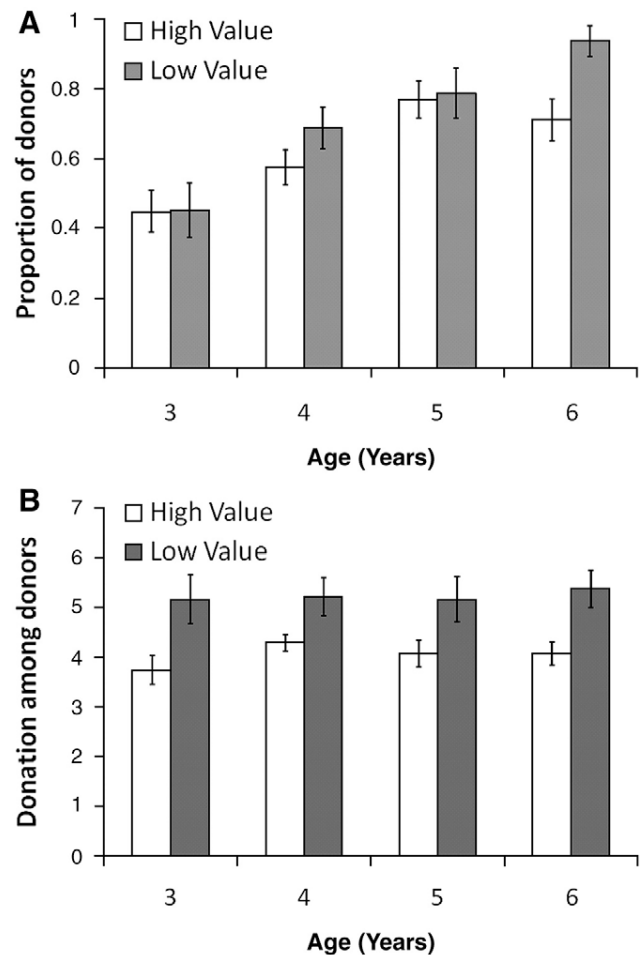 A
Proportion of donors
1
0.8
0.6
0.4
0.2
0
High Value
Low Value
3 4 5 6
Age (Years)
B
Donation among donors
7
6
5
4
3
2
1
0
High Value
Low Value
3 4 5 6
Age (Years)